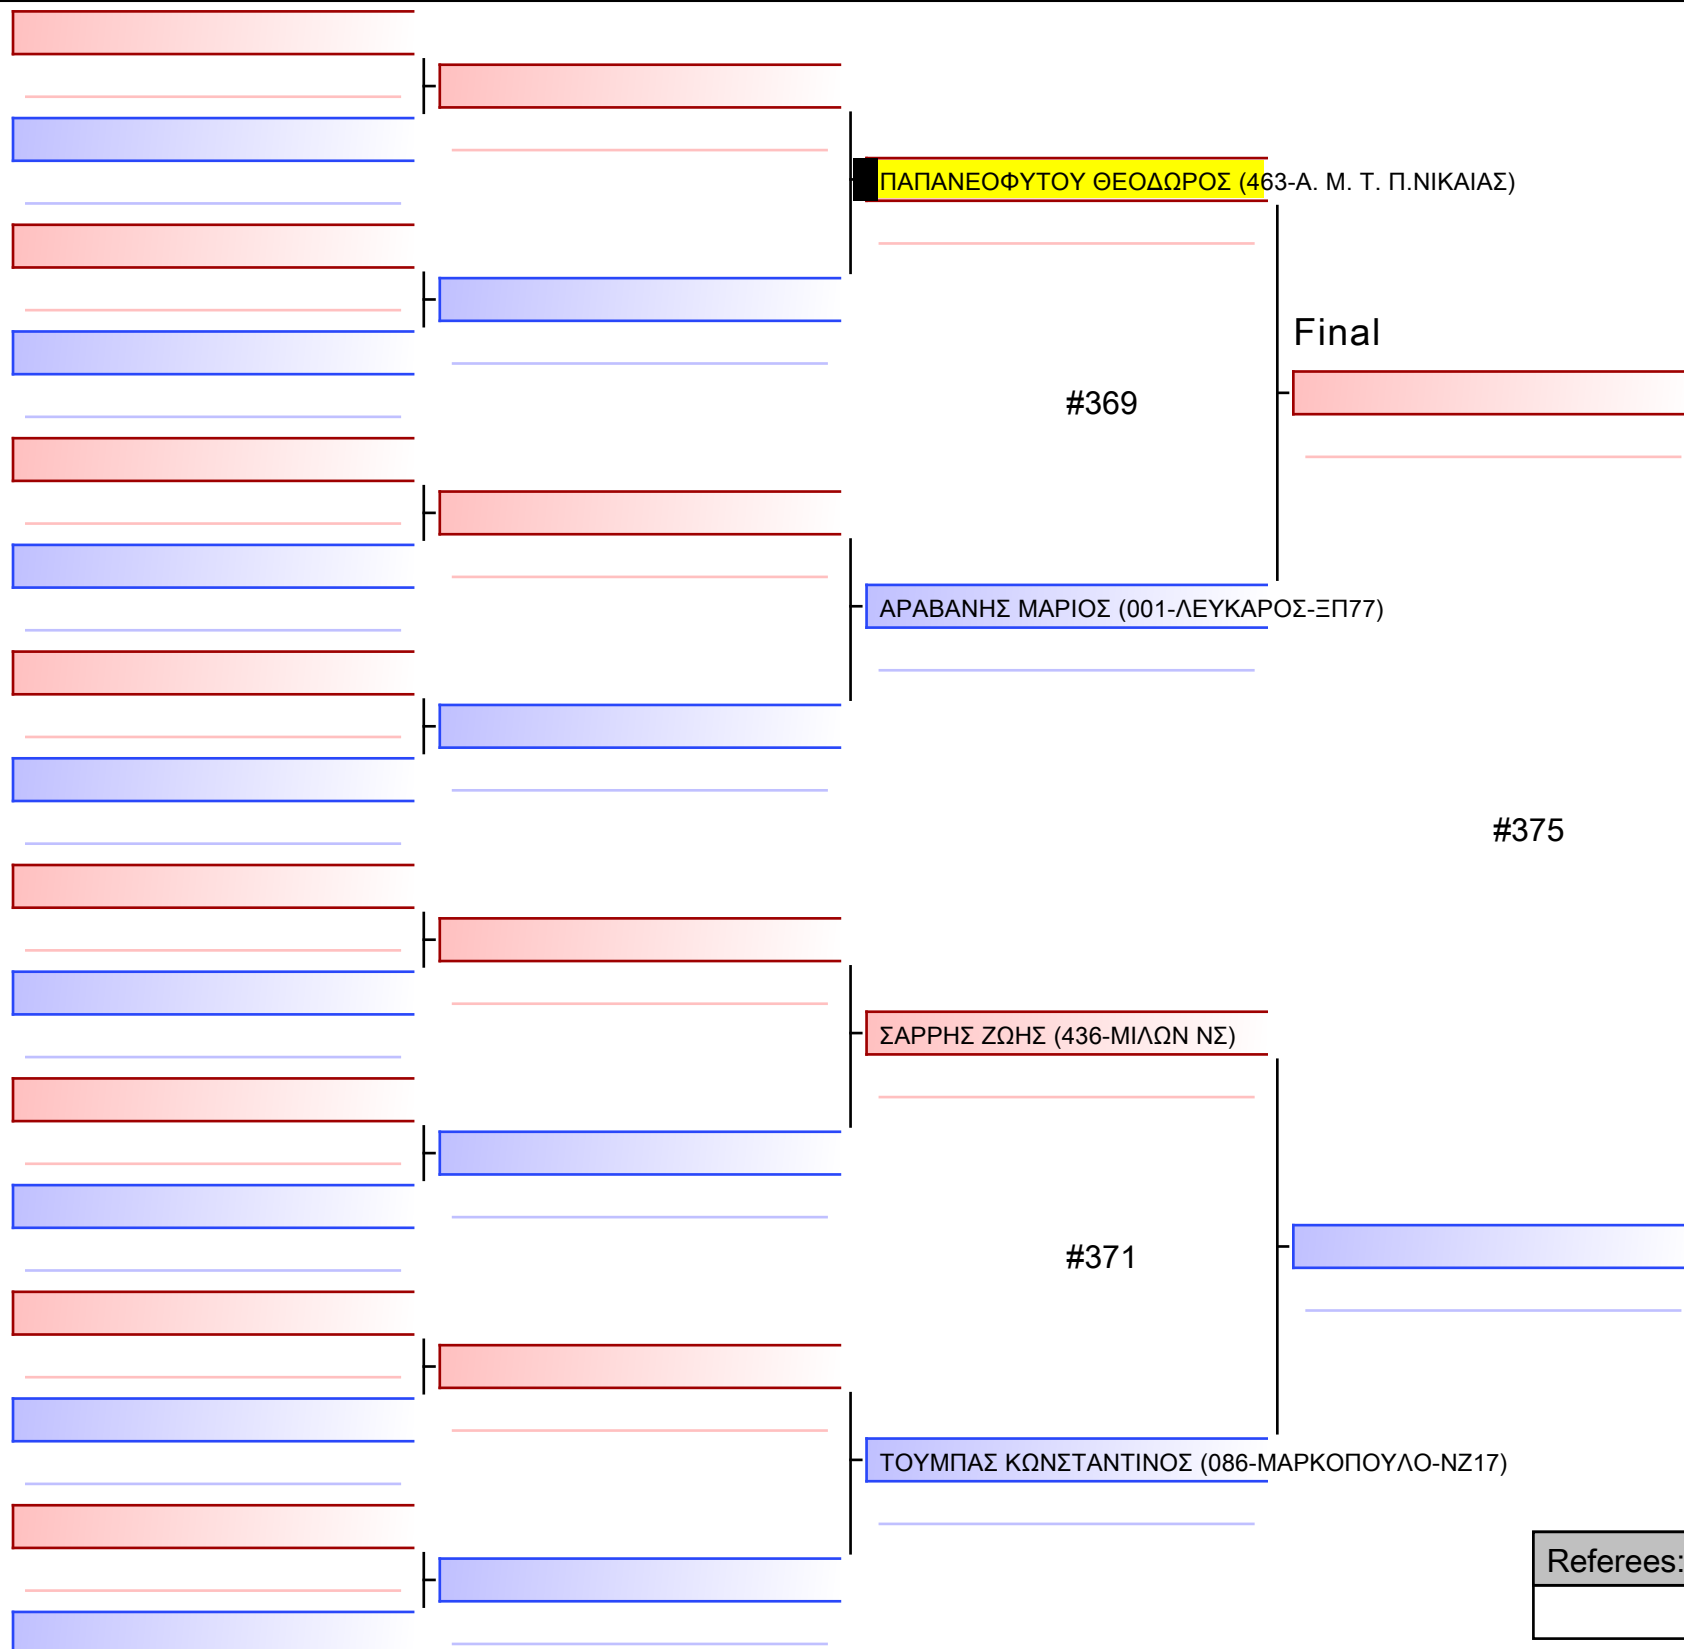 ΠΑΠΑΝΕΟΦΥΤΟΥ ΘΕΟΔΩΡΟΣ (463-Α. Μ. Τ. Π.ΝΙΚΑΙΑΣ)
Final
#369
ΑΡΑΒΑΝΗΣ ΜΑΡΙΟΣ (001-ΛΕΥΚΑΡΟΣ-ΞΠ77)
#375
ΣΑΡΡΗΣ ΖΩΗΣ (436-ΜΙΛΩΝ ΝΣ)
#371
ΤΟΥΜΠΑΣ ΚΩΝΣΤΑΝΤΙΝΟΣ (086-ΜΑΡΚΟΠΟΥΛΟ-ΝΖ17)
Referees: